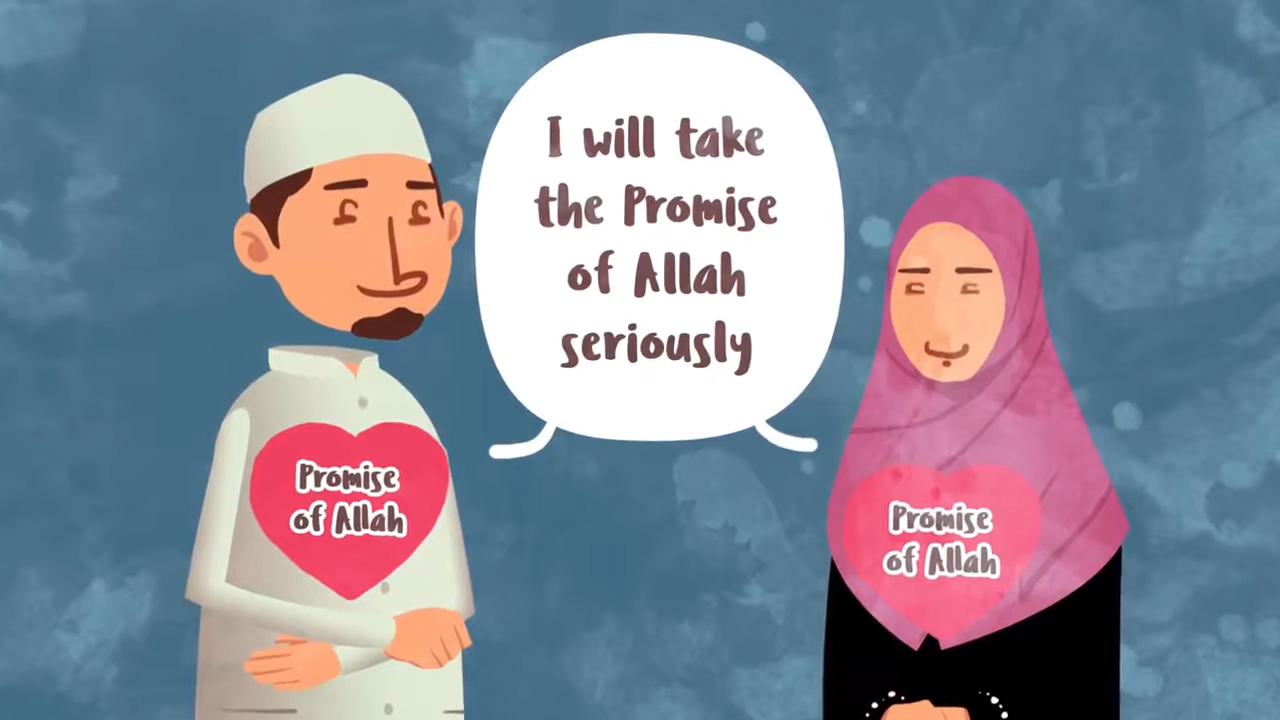 I will take
the Promise
of Allah
seriously
Promise
of Allah
Promise
of Allah